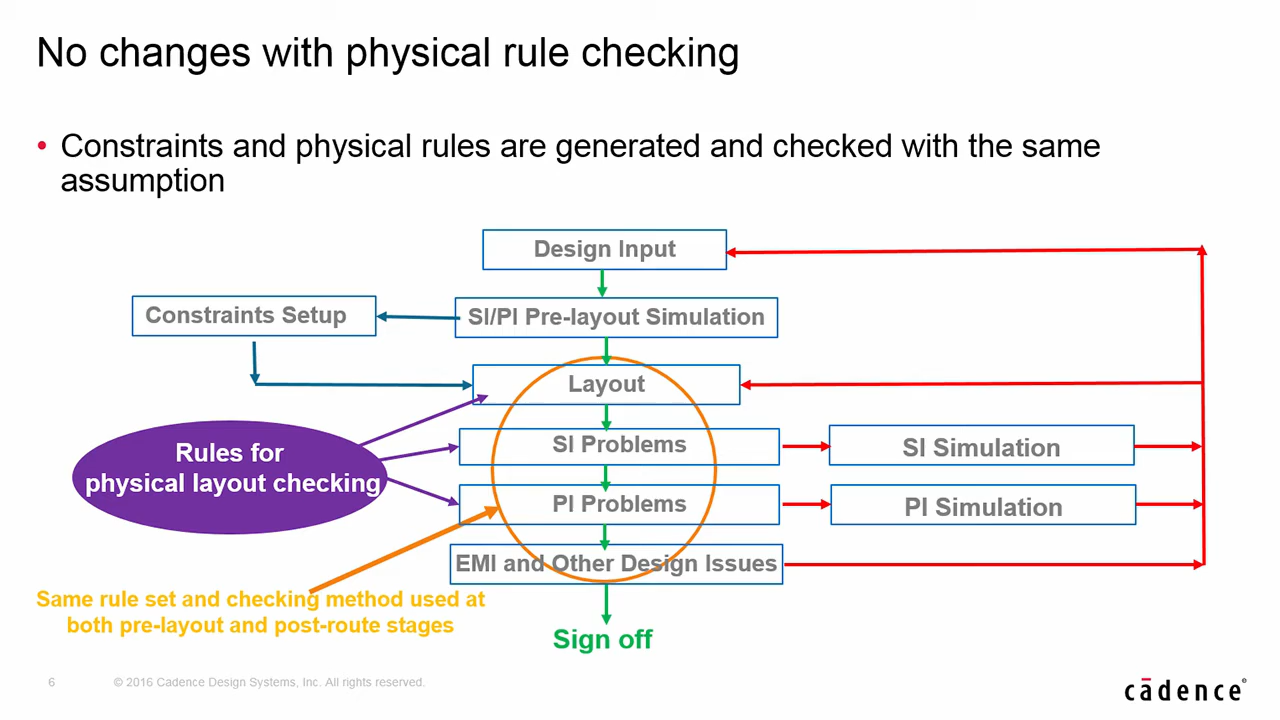 No changes with physical rule checking
• Constraints and physical rules are generated and checked with the same
assumption
Design Input
Constraints Setup
SI/PI Pre-layout Simulation
Layout
Rules for
physical layout checking
SI Problems
SI Simulation
PI Problems
PI Simulation
EMI and Other Design Issues
Same rule set and checking method used at
both pre-layout and post-route stages
Sign off
6
© 2016 Cadence Design Systems, Inc. All rights reserved.
cādence®